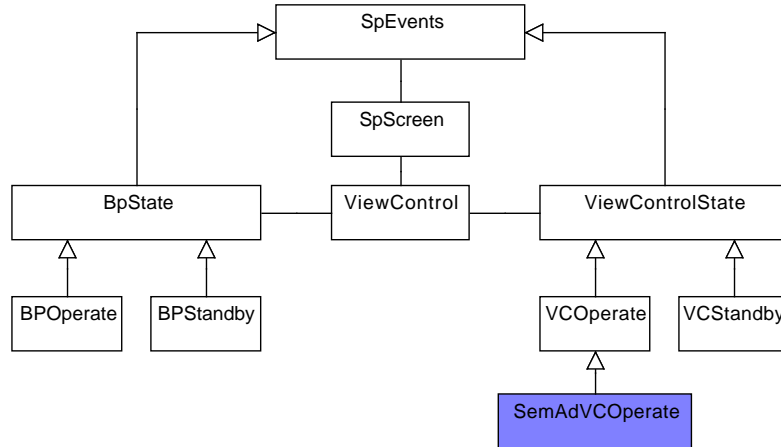 SpEvents
SpScreen
BpState
ViewControl
ViewControlState
BPOperate
BPStandby
VCOperate
VCStandby
SemAdVCOperate